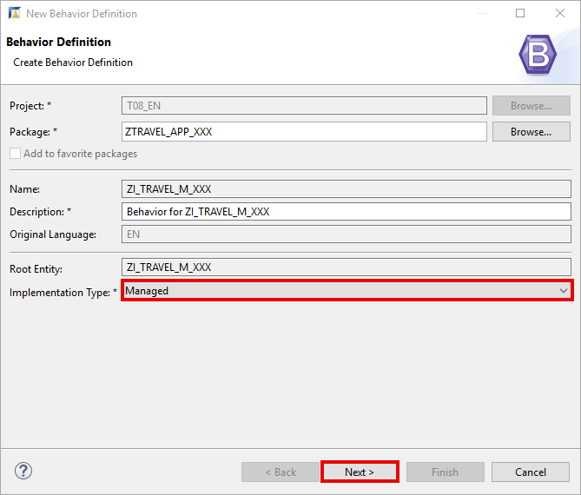 New Behavior Definition
Behavior Definition
Create Behavior Definition
B
Project: * T08_EN Browse...
Package: * ZTRAVEL_APP_XXX Browse...
Add to favorite packages
Name: ZI_TRAVEL_M_XXX
Description: * Behavior for ZI_TRAVEL_M_XXX
Original Language: EN
Root Entity: ZI_TRAVEL_M_XXX
Implementation Type: * Managed
? < Back Next > Finish Cancel